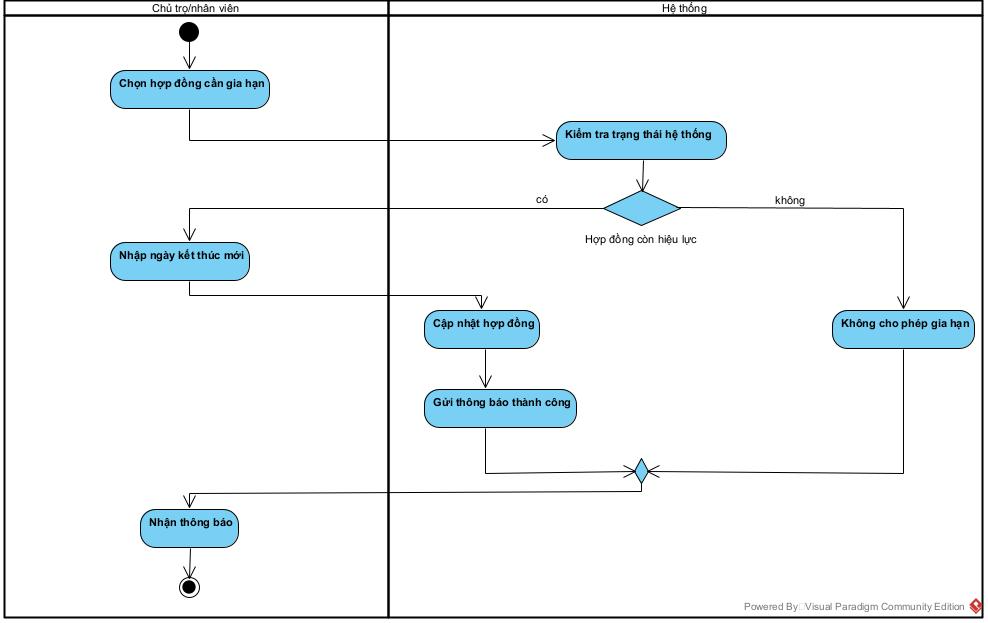 Chủ trọ/nhân viên
Hệ thống
Chọn hợp đồng cần gia hạn
Kiểm tra trạng thái hệ thống
có
không
Hợp đồng còn hiệu lực
Nhập ngày kết thúc mới
Cập nhật hợp đồng
Không cho phép gia hạn
Gửi thông báo thành công
Nhận thông báo
Powered By Visual Paradigm Community Edition